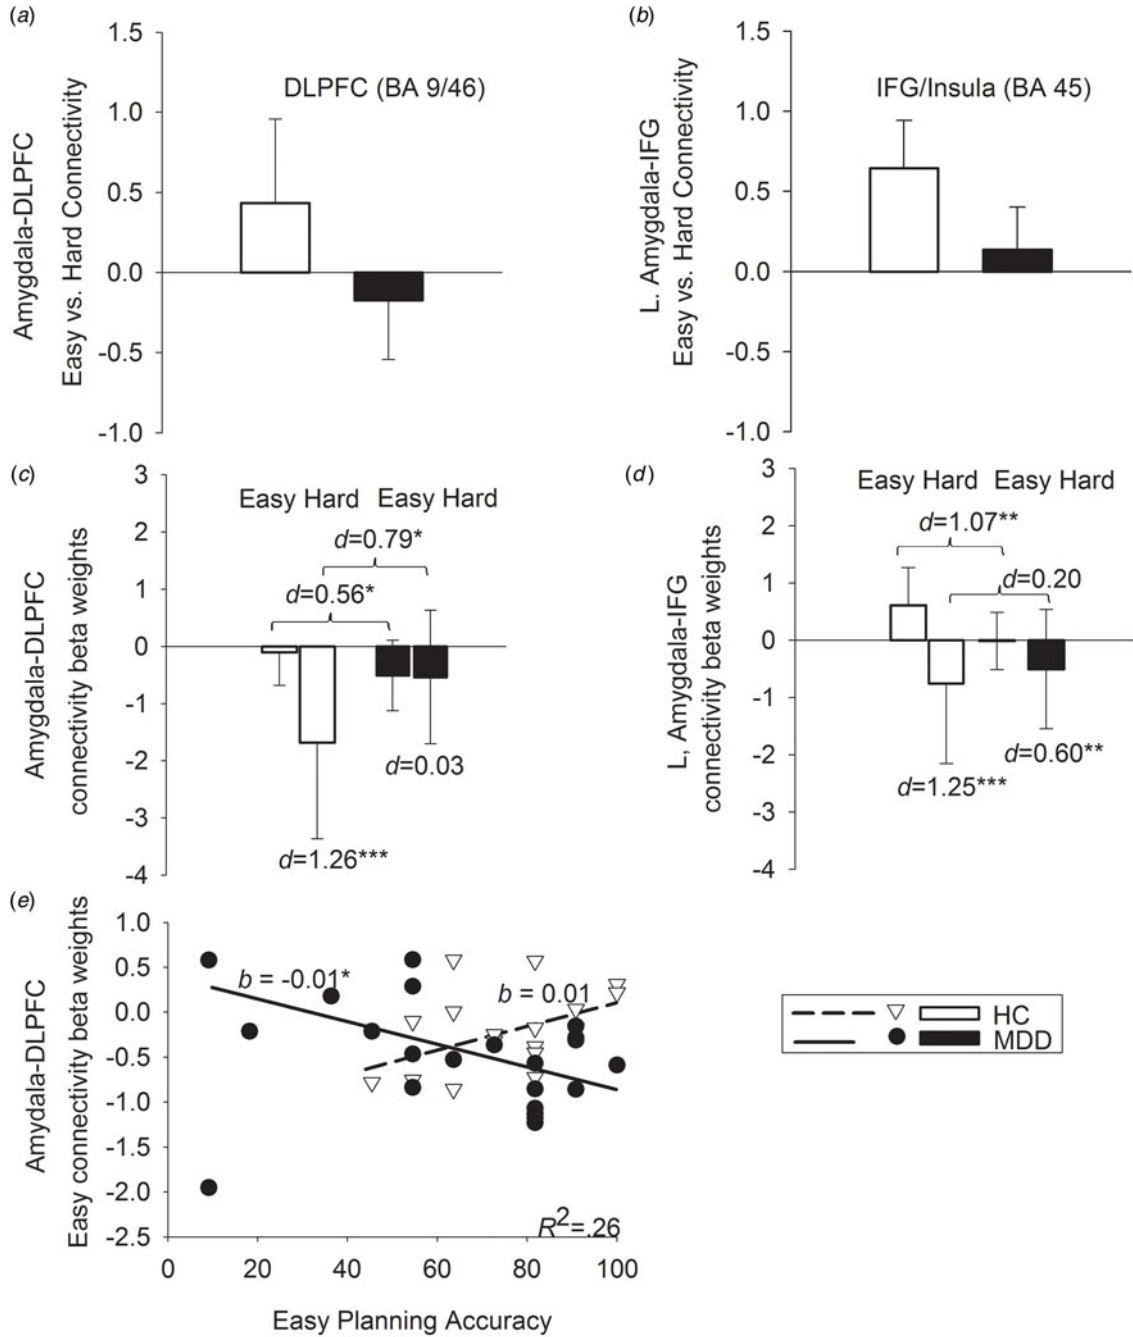 (a)
1.5
1.0
0.5
0.0
-0.5
-1.0
Amygdala-DLPFC
Easy vs. Hard Connectivity
DLPFC (BA 9/46)
(b)
1.5
1.0
0.5
0.0
-0.5
-1.0
L. Amygdala-IFG
Easy vs. Hard Connectivity
IFG/Insula (BA 45)
(c)
3
2
1
0
-1
-2
-3
-4
Amygdala-DLPFC
connectivity beta weights
Easy Hard Easy Hard
d=0.79*
d=0.56*
d=0.03
d=1.26***
(d)
3
2
1
0
-1
-2
-3
-4
L, Amygdala-IFG
connectivity beta weights
Easy Hard Easy Hard
d=1.07**
d=0.20
d=0.60**
d=1.25***
(e)
1.0
0.5
0.0
-0.5
-1.0
-1.5
-2.0
-2.5
Amydala-DLPFC
Easy connectivity beta weights
b = -0.01*
b = 0.01
R2=.26
0 20 40 60 80 100
Easy Planning Accuracy
HC
MDD